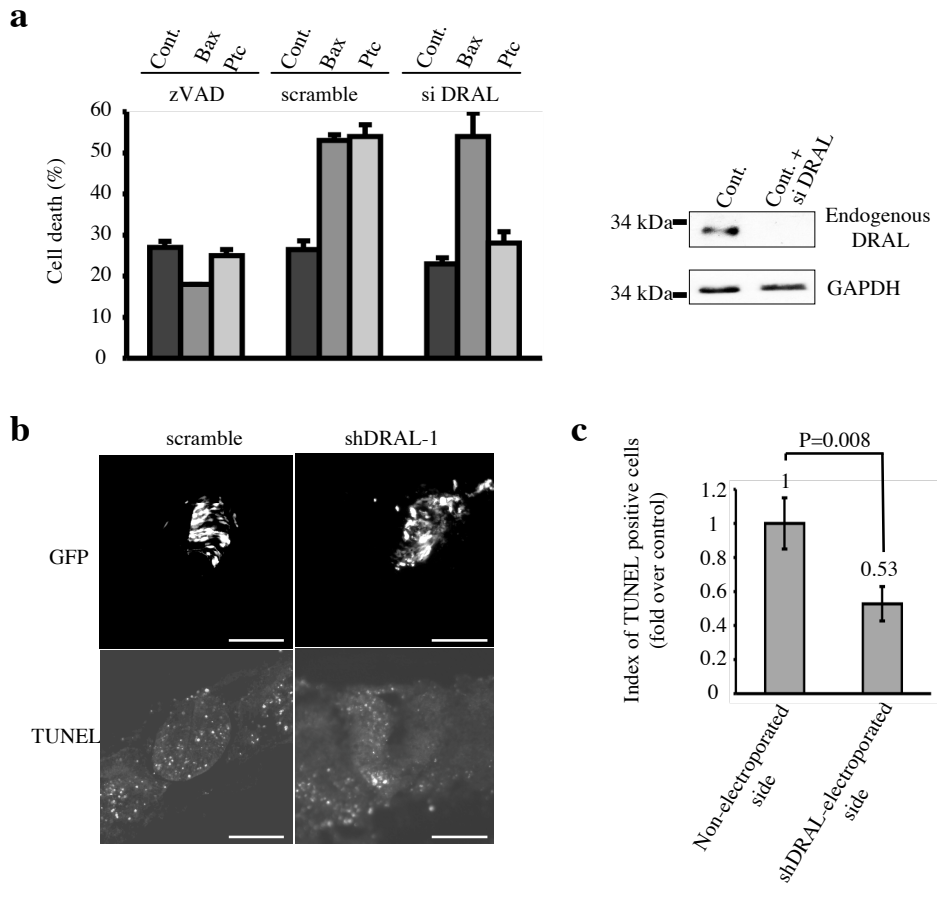 a
Cont. Bax Ptc Cont. Bax Ptc Cont. Bax Ptc
zVAD scramble si DRAL
Cell death (%)
60
50
40
30
20
10
0
Cont.
Cont. +
si DRAL
34 kDa
Endogenous
DRAL
34 kDa
GAPDH
b
scramble shDRAL-1
GFP
TUNEL
c
P=0.008
Index of TUNEL positive cells
(fold over control)
1.2
1
0.8
0.6
0.4
0.2
0
1
0.53
Non-electroporated
side
shDRAL-electroporated
side